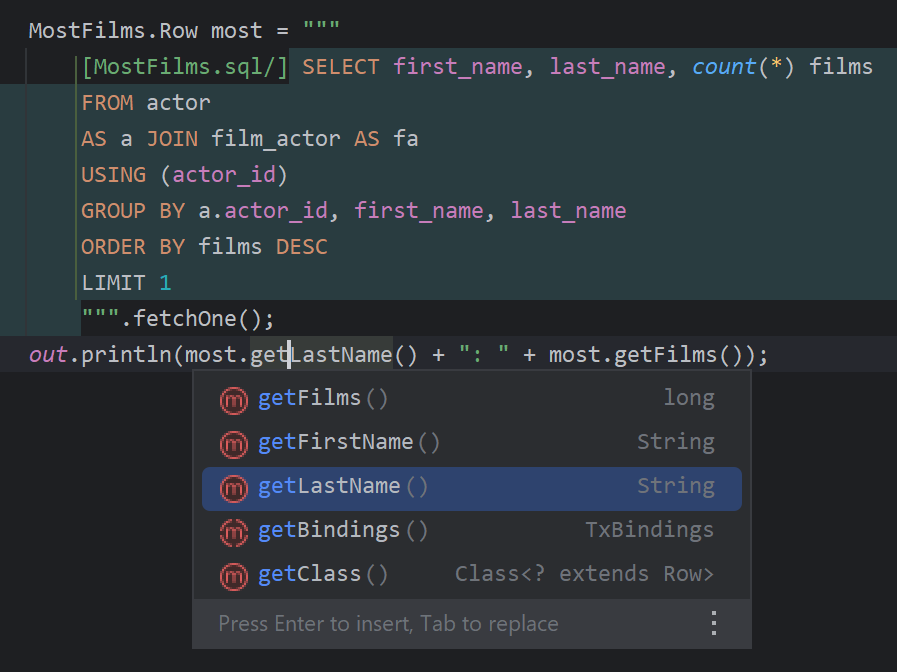 MostFilms.Row most = """
[MostFilms.sql/] SELECT first_name, last_name, count(*) films
FROM actor
AS a JOIN film_actor AS fa
USING (actor_id)
GROUP BY a.actor_id, first_name, last_name
ORDER BY films DESC
LIMIT 1
""".fetchOne();
out.println(most.getLastName() + ": " + most.getFilms());
m getFilms() long
m getFirstName() String
m getLastName() String
m getBindings() TxBindings
m getClass() Class<? extends Row>
Press Enter to insert, Tab to replace